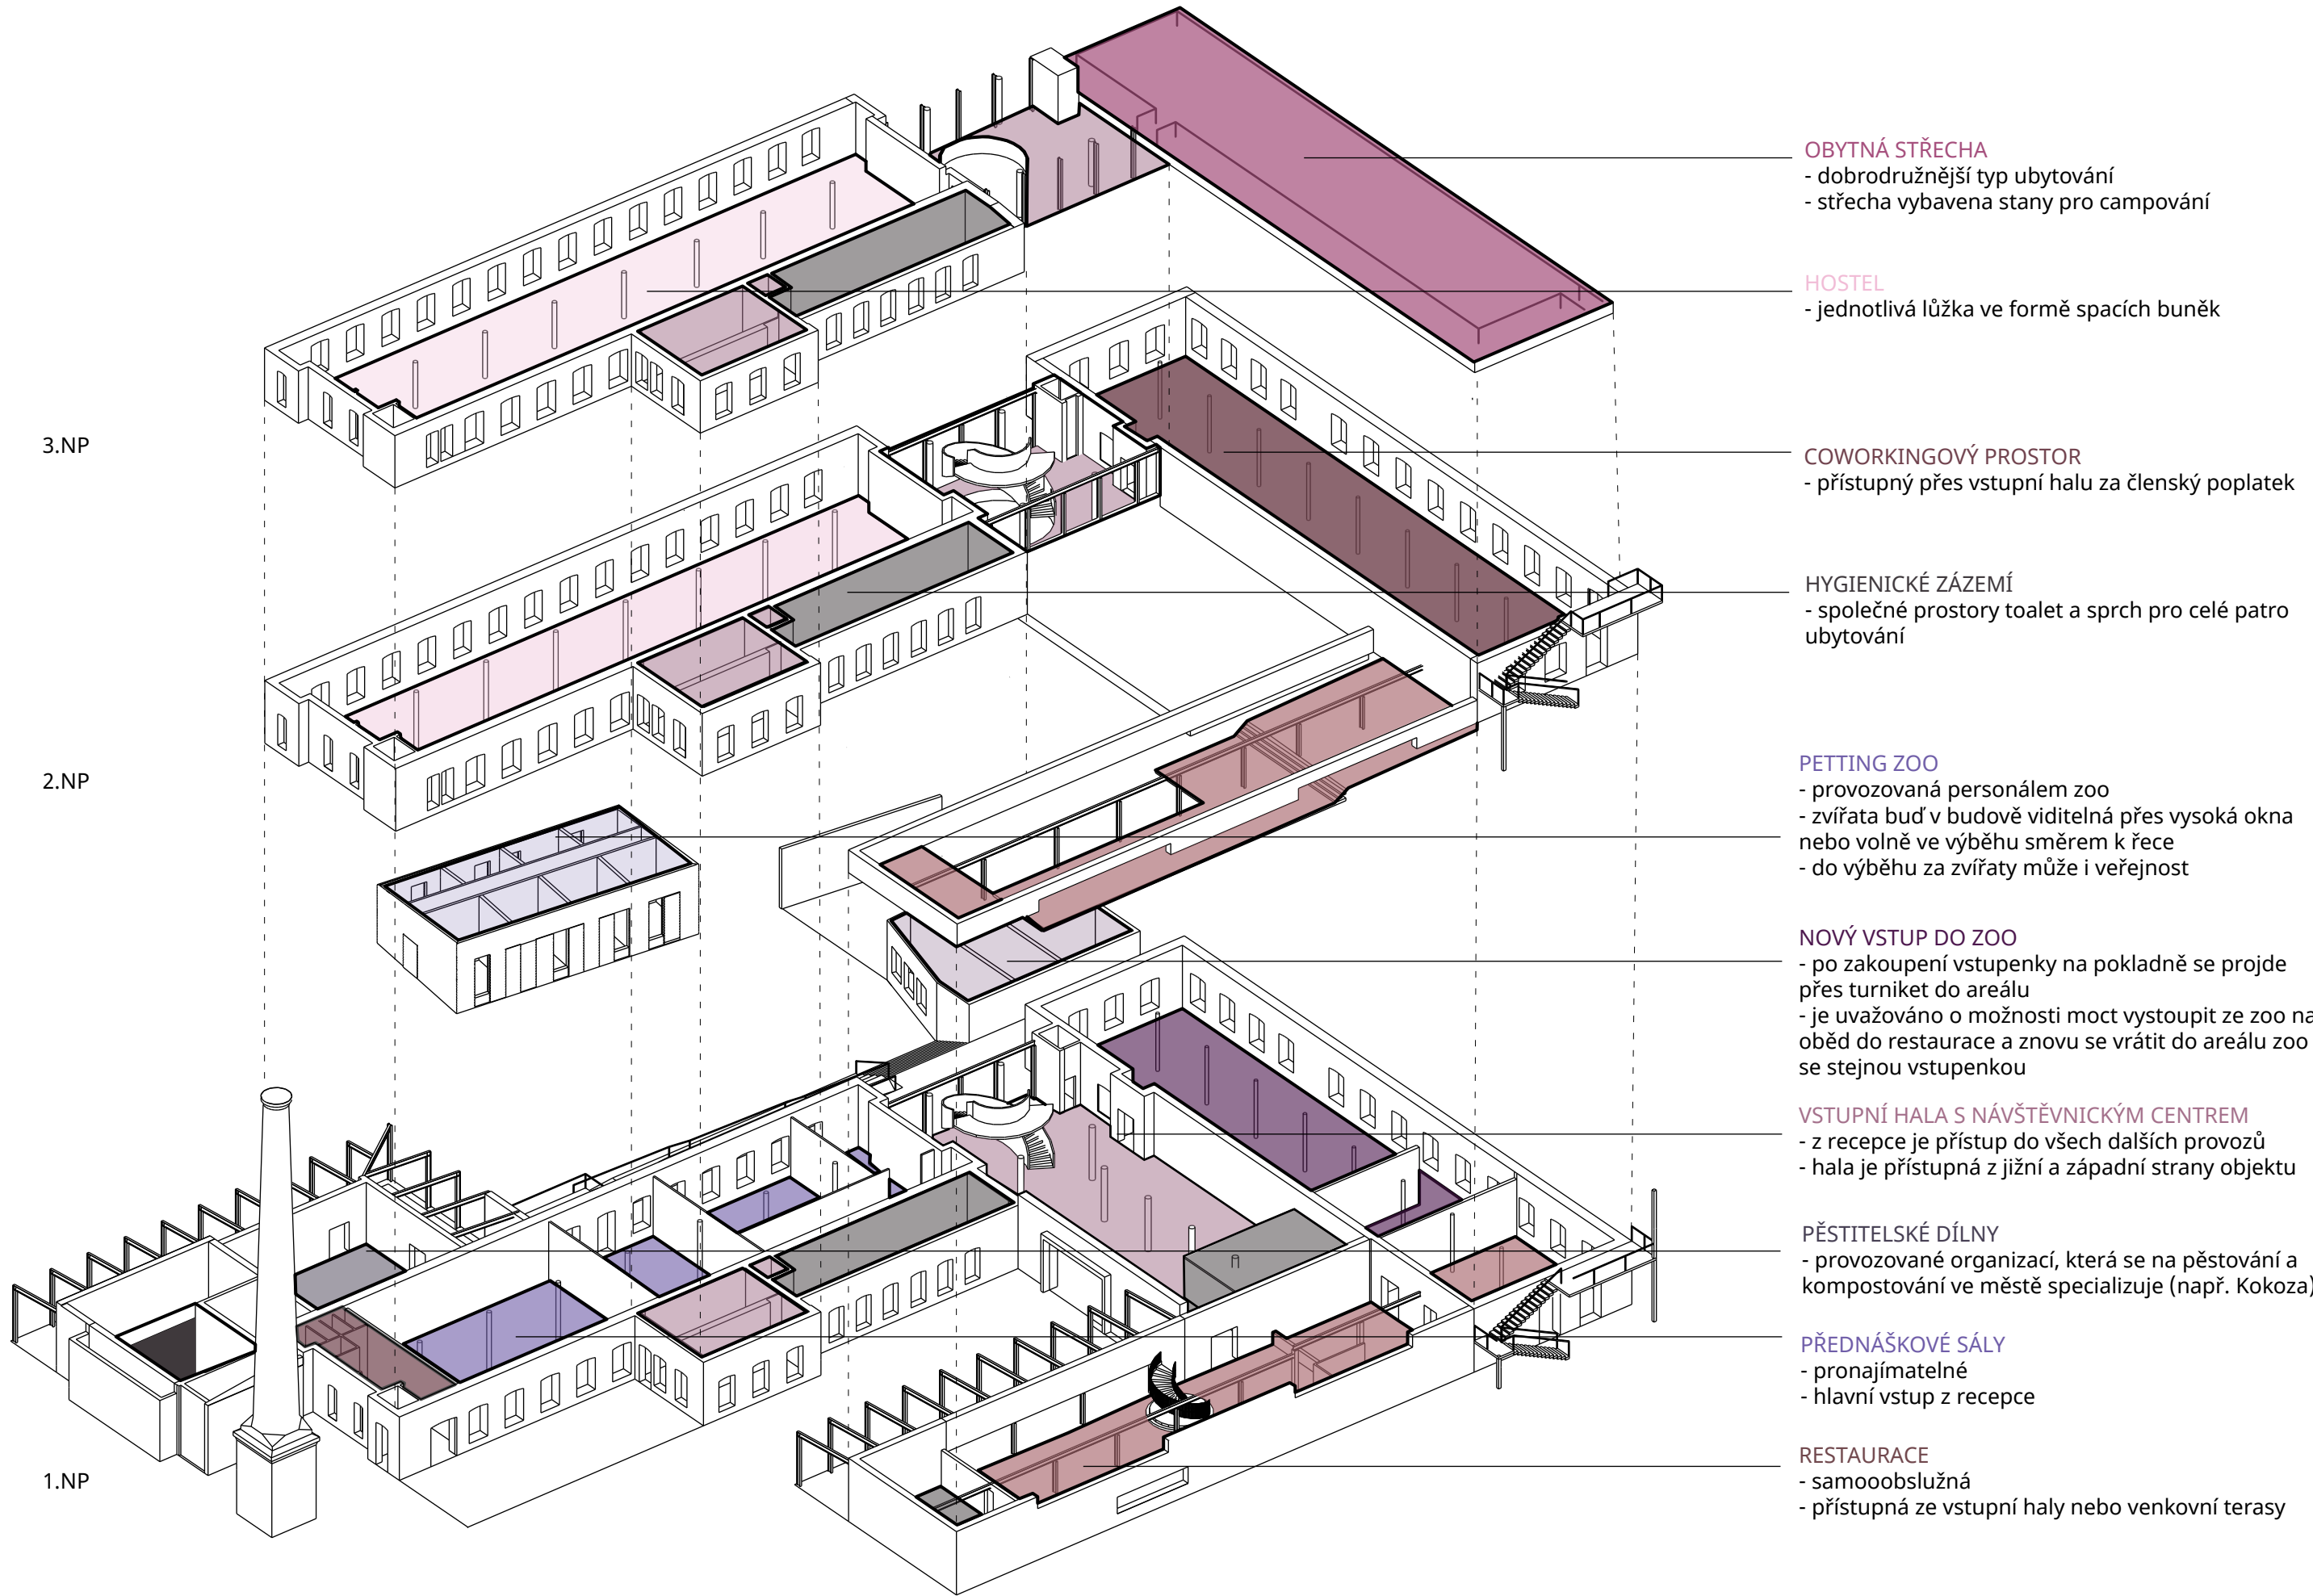 OBYTNÁ STŘECHA
- dobrodružnější typ ubytování
- střecha vybavena stany pro campování
HOSTEL
- jednotlivá lůžka ve formě spacích buněk
3.NP
COWORKINGOVÝ PROSTOR
- přístupný přes vstupní halu za členský poplatek
HYGIENICKÉ ZÁZEMÍ
- společné prostory toalet a sprch pro celé patro
ubytování
2.NP
PETTING ZOO
- provozovaná personálem zoo
- zvířata buď v budově viditelná přes vysoká okna
nebo volně ve výběhu směrem k řece
- do výběhu za zvířaty může i veřejnost
NOVÝ VSTUP DO ZOO
- po zakoupení vstupenky na pokladně se projde
přes turniket do areálu
- je uvažováno o možnosti moct vystoupit ze zoo na
oběd do restaurace a znovu se vrátit do areálu zoo
se stejnou vstupenkou
VSTUPNÍ HALA S NÁVŠTĚVNICKÝM CENTREM
- z recepce je přístup do všech dalších provozů
- hala je přístupná z jižní a západní strany objektu
PĚSTITELSKÉ DÍLNY
- provozované organizací, která se na pěstování a
kompostování ve městě specializuje (např. Kokoza)
PŘEDNÁŠKOVÉ SÁLY
- pronajímatelné
- hlavní vstup z recepce
RESTAURACE
- samooobslužná
- přístupná ze vstupní haly nebo venkovní terasy
1.NP